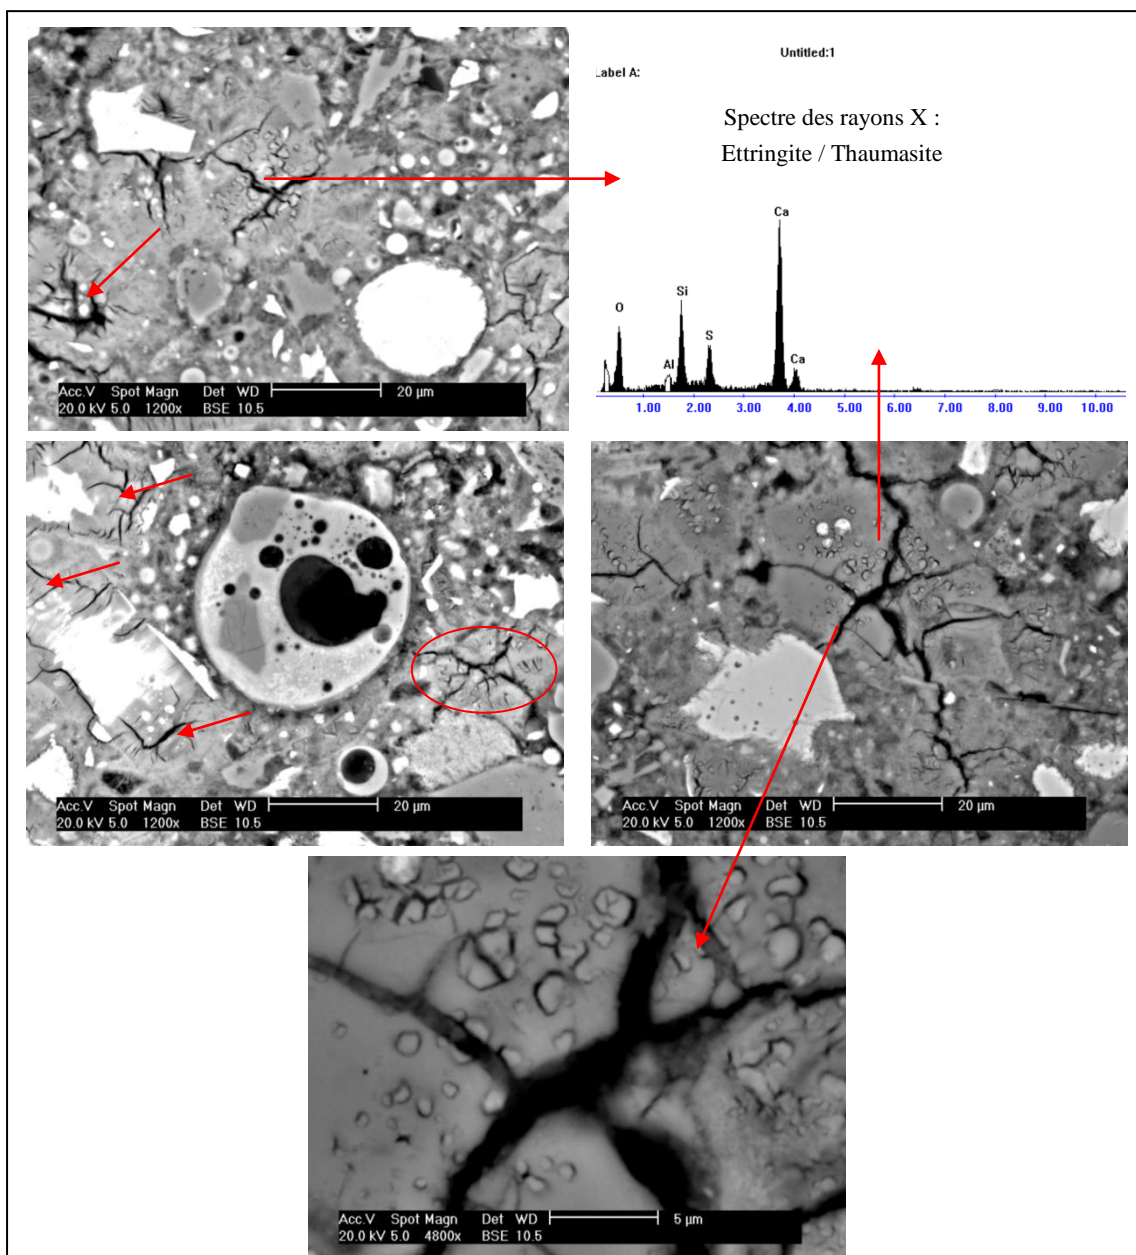 Untitled:1
Label A:
Spectre des rayons X :
Ettringite / Thaumasite
Ca
Si
O
S
Al
Ca
1.00 2.00 3.00 4.00 5.00 6.00 7.00 8.00 9.00 10.00
Acc.V Spot Magn Det WD 20 µm
20.0 kV 5.0 1200x BSE 10.5
Acc.V Spot Magn Det WD 20 µm
20.0 kV 5.0 1200x BSE 10.5
Acc.V Spot Magn Det WD 20 µm
20.0 kV 5.0 1200x BSE 10.5
Acc.V Spot Magn Det WD 5 µm
20.0 kV 5.0 4800x BSE 10.5